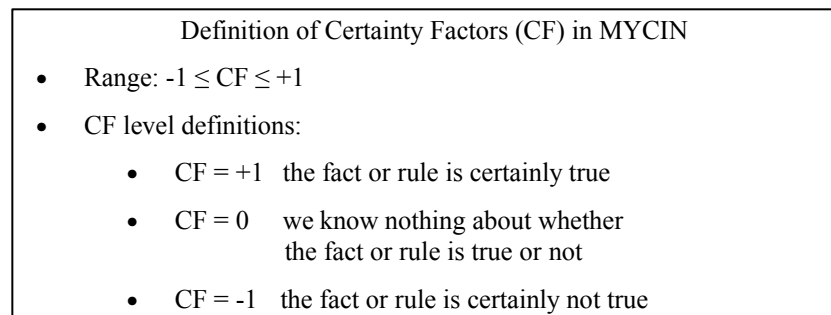 Definition of Certainty Factors (CF) in MYCIN
• Range: -1 ≤ CF ≤ +1
• CF level definitions:
• CF = +1 the fact or rule is certainly true
• CF = 0 we know nothing about whether
the fact or rule is true or not
• CF = -1 the fact or rule is certainly not true